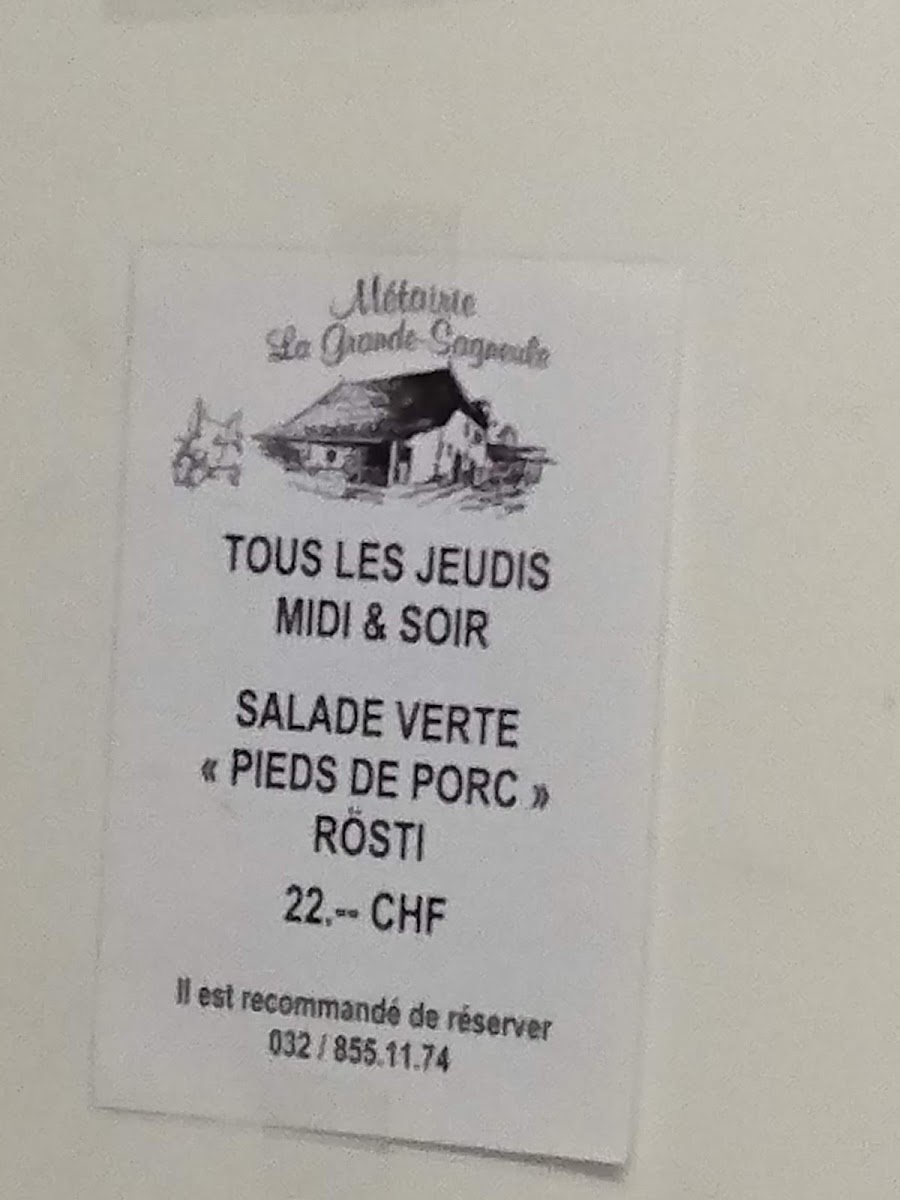 Métairie
La Grande-Sagneule
TOUS LES JEUDIS
MIDI & SOIR
SALADE VERTE
« PIEDS DE PORC »
RÖSTI
22.-- CHF
Il est recommandé de réserver
032 / 855.11.74